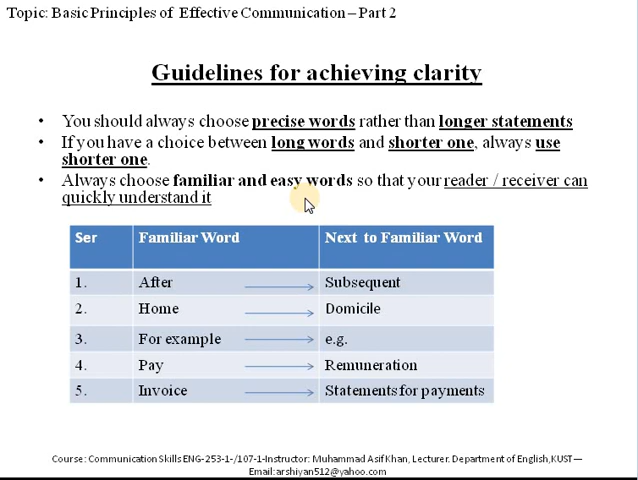 Topic: Basic Principles of Effective Communication – Part 2
Guidelines for achieving clarity
• You should always choose precise words rather than longer statements
• If you have a choice between long words and shorter one, always use
shorter one.
• Always choose familiar and easy words so that your reader / receiver can
quickly understand it
Ser Familiar Word Next to Familiar Word
1. After Subsequent
2. Home Domicile
3. For example e.g.
4. Pay Remuneration
5. Invoice Statements for payments
Course: Communication Skills ENG-253-1-/107-1-Instructor: Muhammad Asif Khan, Lecturer. Department of English,KUST—
Email:arshiyan512@yahoo.com